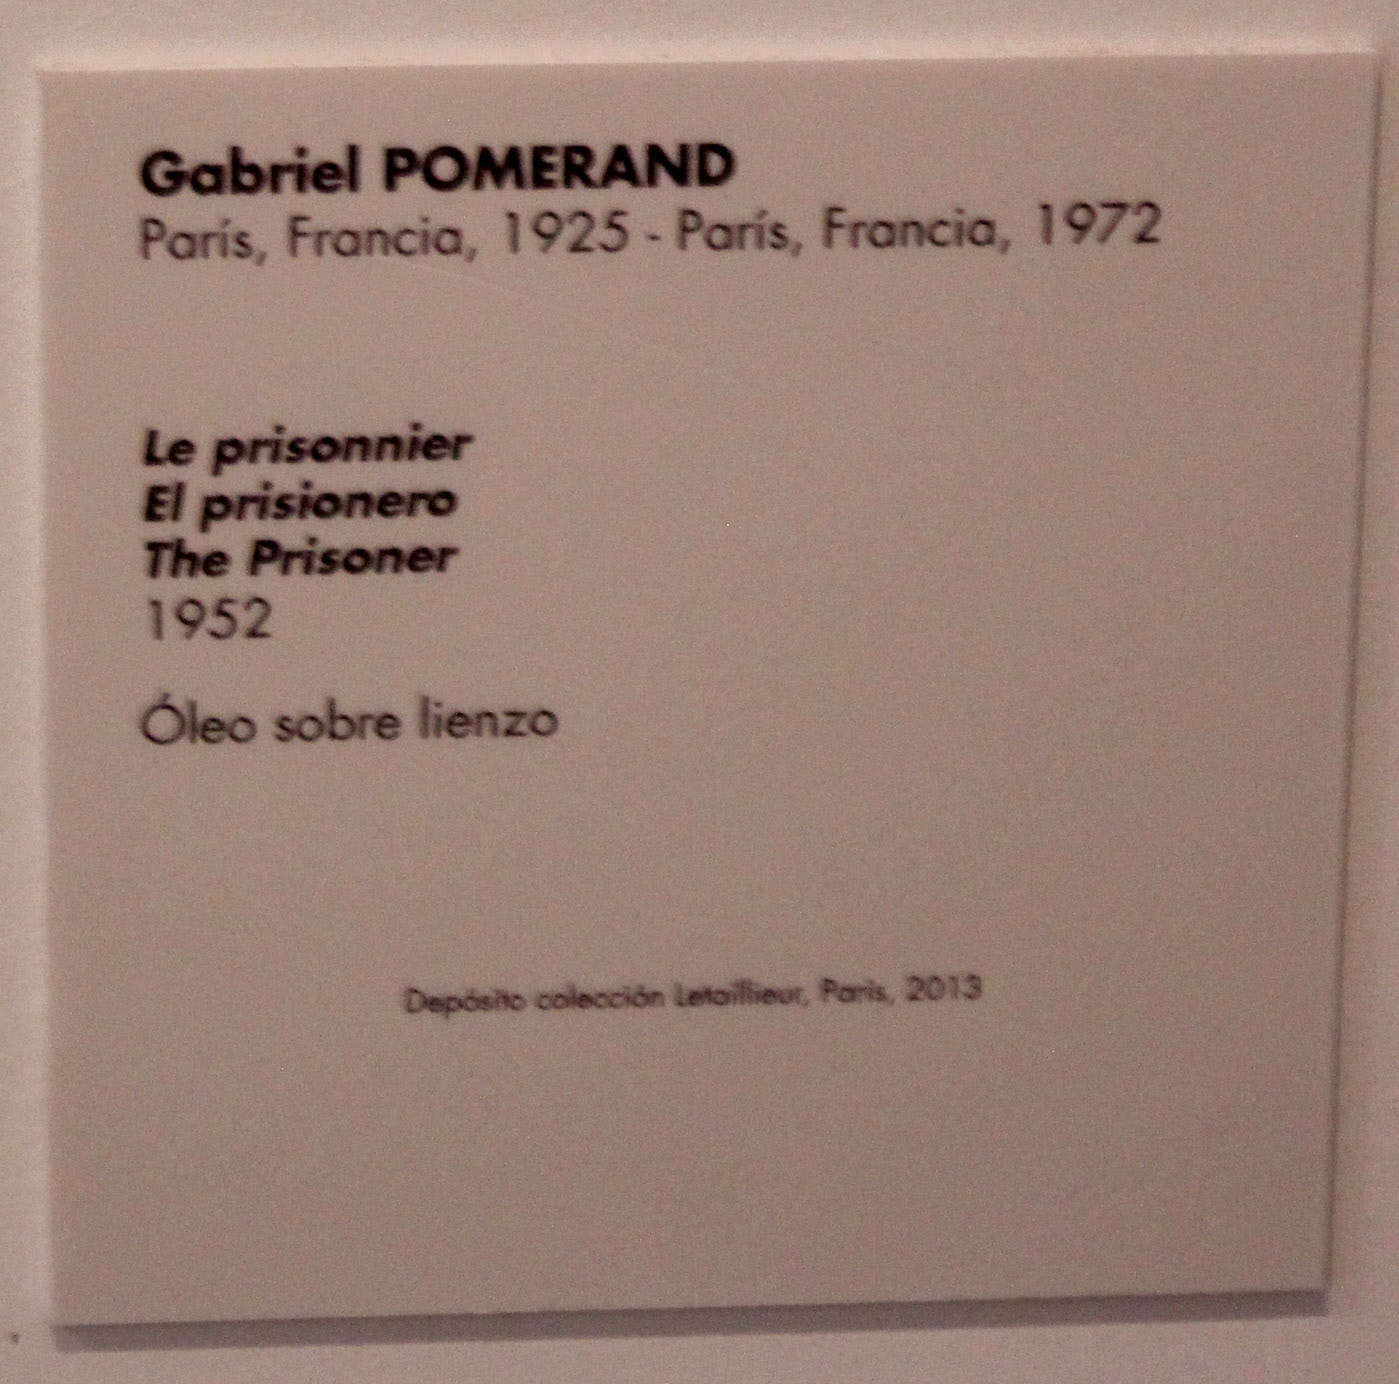 Gabriel POMERAND
París, Francia, 1925 - París, Francia, 1972
Le prisonnier
El prisionero
The Prisoner
1952
Óleo sobre lienzo
Depósito colección Letaillieur, Paris, 2013